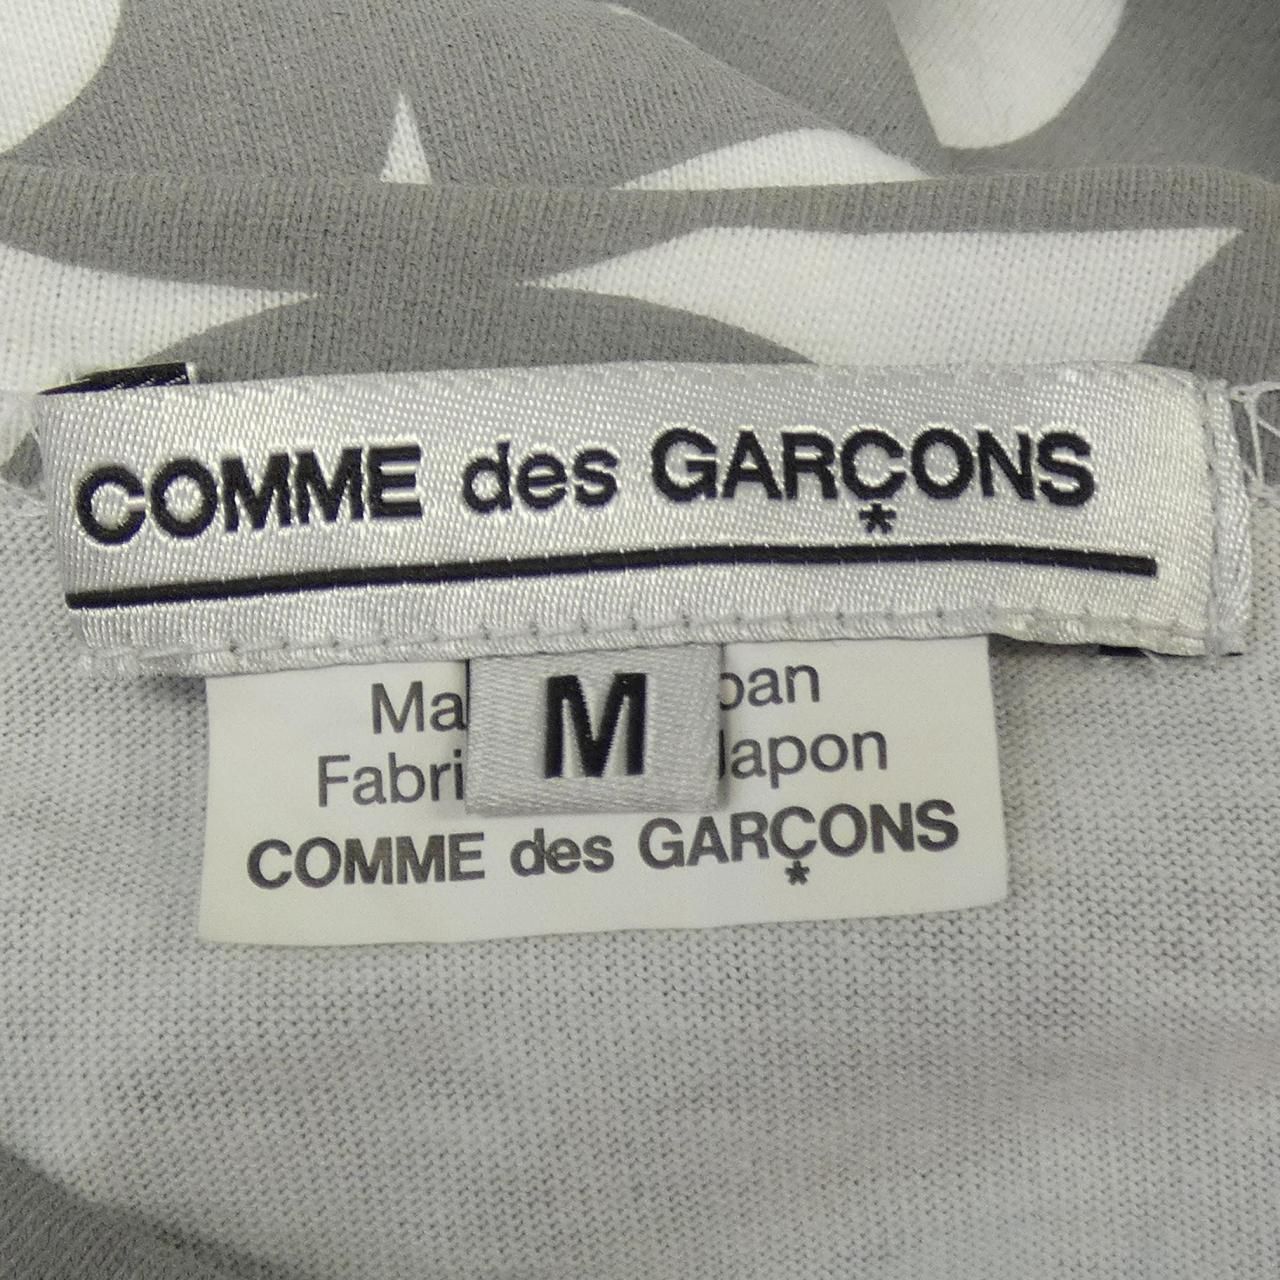 COMME des GARÇONS
*
M
Ma pan
Fabri Japon
COMME des GARÇONS
*